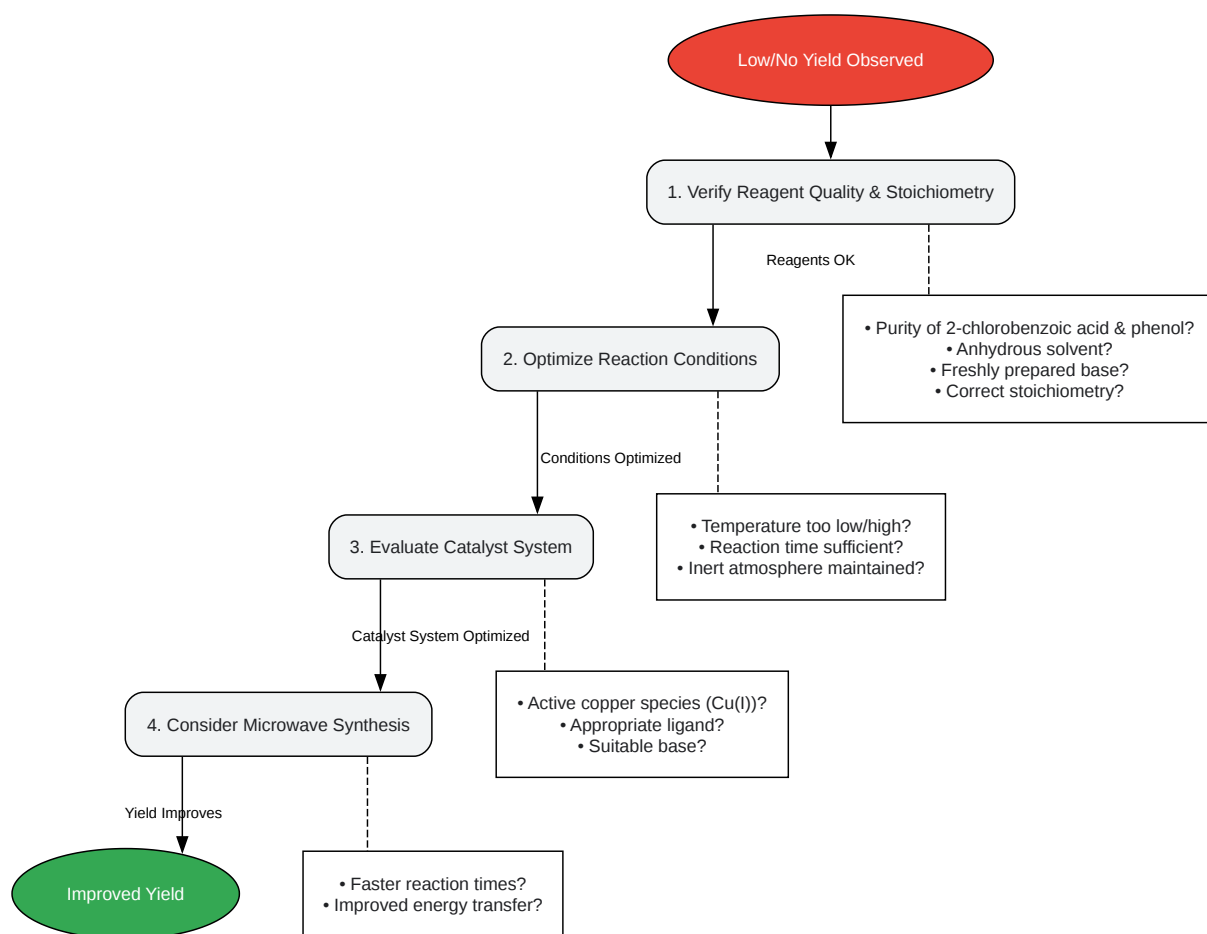 Low/No Yield Observed
1. Verify Reagent Quality & Stoichiometry
Reagents OK
• Purity of 2-chlorobenzoic acid & phenol?
• Anhydrous solvent?
• Freshly prepared base?
• Correct stoichiometry?
2. Optimize Reaction Conditions
Conditions Optimized
• Temperature too low/high?
• Reaction time sufficient?
• Inert atmosphere maintained?
3. Evaluate Catalyst System
Catalyst System Optimized
• Active copper species (Cu(I))?
• Appropriate ligand?
• Suitable base?
4. Consider Microwave Synthesis
Yield Improves
• Faster reaction times?
• Improved energy transfer?
Improved Yield